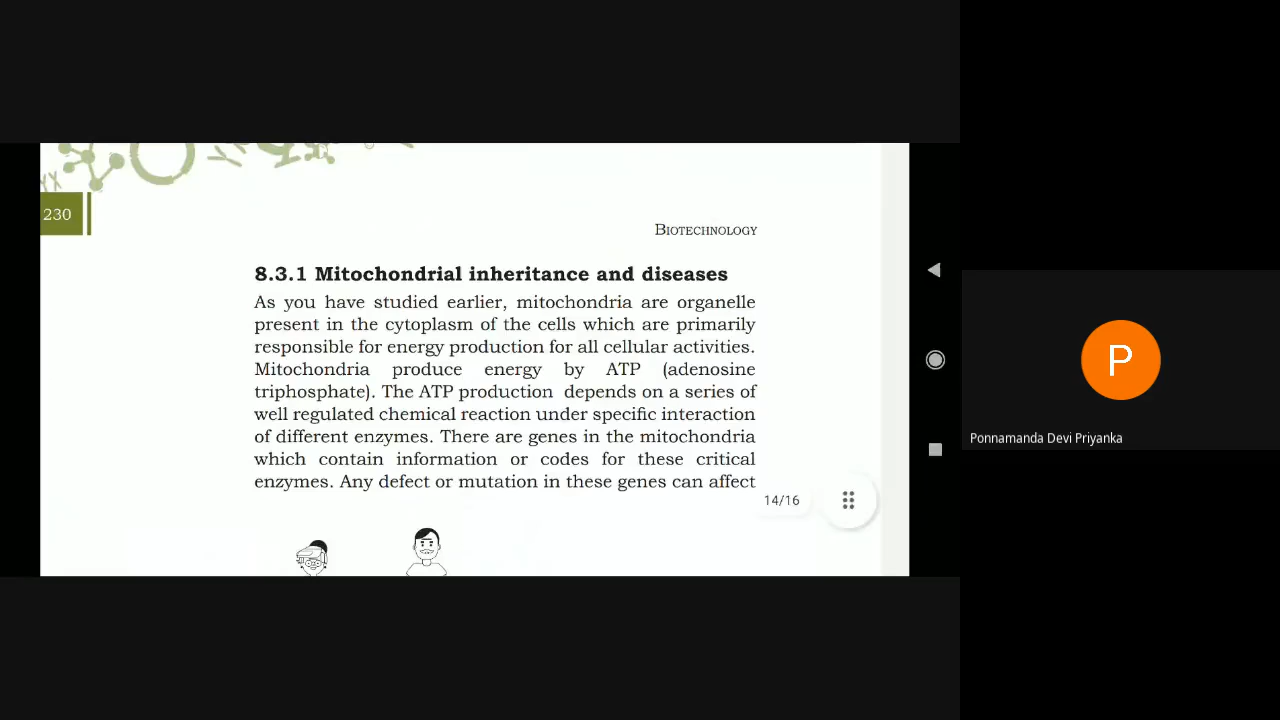 230
BIOTECHNOLOGY
8.3.1 Mitochondrial inheritance and diseases
As you have studied earlier, mitochondria are organelle
present in the cytoplasm of the cells which are primarily
responsible for energy production for all cellular activities.
Mitochondria produce energy by ATP (adenosine
triphosphate). The ATP production depends on a series of
well regulated chemical reaction under specific interaction
of different enzymes. There are genes in the mitochondria
which contain information or codes for these critical
enzymes. Any defect or mutation in these genes can affect
14/16
P
Ponnamanda Devi Priyanka